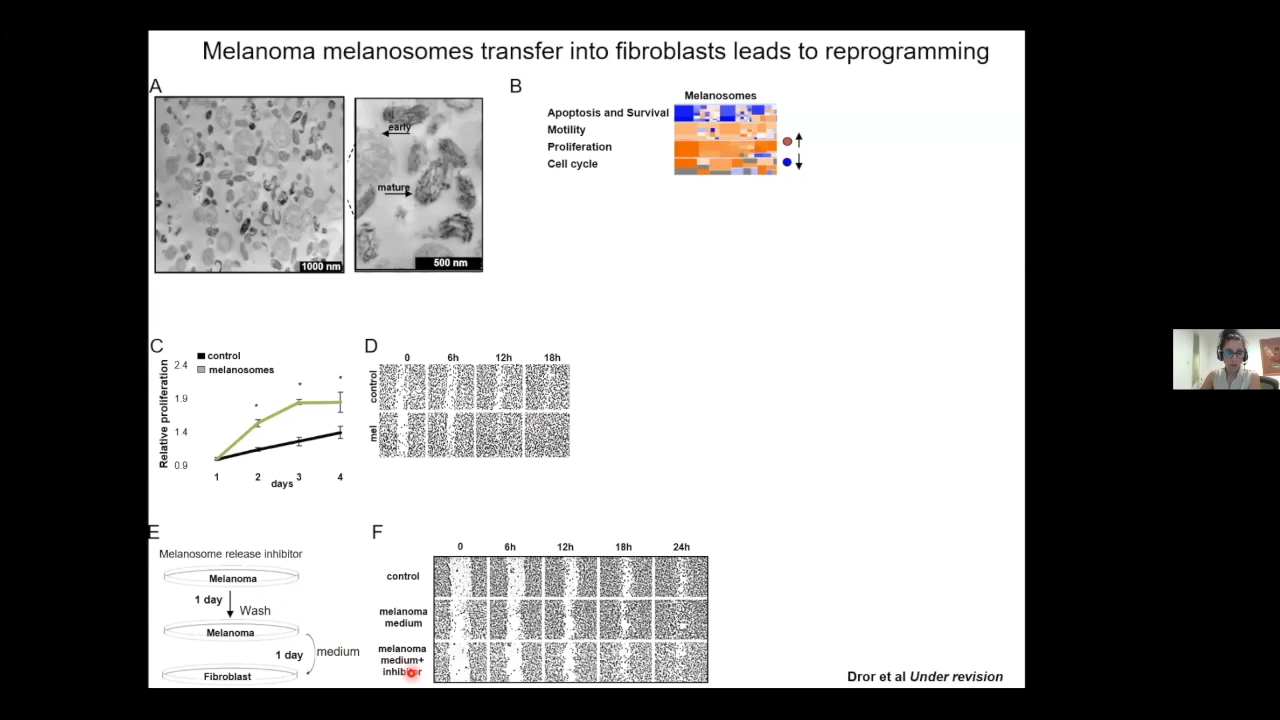 Melanoma melanosomes transfer into fibroblasts leads to reprogramming
A
early
mature
1000 nm
500 nm
B
Melanosomes
Apoptosis and Survival
Motility
Proliferation
Cell cycle
C
control
melanosomes
Relative proliferation
2.4
1.9
1.4
0.9
* * *
1 2 3 4
days
D
0 6h 12h 18h
control
mel
E
Melanosome release inhibitor
Melanoma
1 day
Wash
Melanoma
1 day
medium
Fibroblast
F
0 6h 12h 18h 24h
control
melanoma
medium
melanoma
medium+
inhibitor
Dror et al Under revision